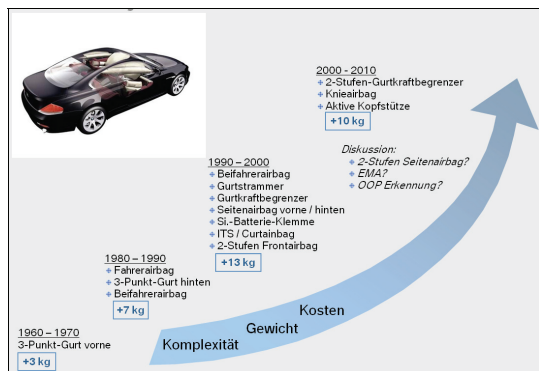 2000 - 2010
+ 2-Stufen-Gurtkraftbegrenzer
+ Knieairbag
+ Aktive Kopfstütze
+10 kg
Diskussion:
+ 2-Stufen Seitenairbag?
+ EMA?
+ OOP Erkennung?
1990 – 2000
+ Beifahrerairbag
+ Gurtstrammer
+ Gurtkraftbegrenzer
+ Seitenairbag vorne / hinten
+ Si.-Batterie-Klemme
+ ITS / Curtainbag
+ 2-Stufen Frontairbag
+13 kg
1980 – 1990
+ Fahrerairbag
+ 3-Punkt-Gurt hinten
+ Beifahrerairbag
+7 kg
1960 – 1970
3-Punkt-Gurt vorne
+3 kg
Kosten
Gewicht
Komplexität